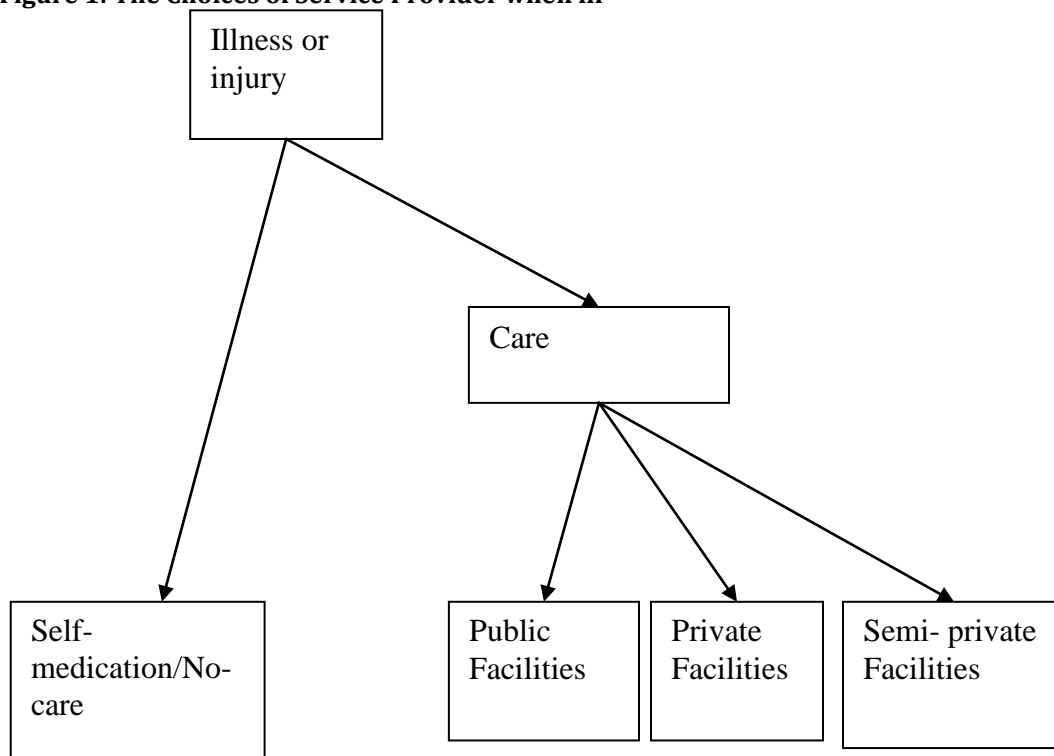 Figure 1: The Choices of Service Provider when ill
Illness or
injury
Care
Self-
medication/No-
care
Public
Facilities
Private
Facilities
Semi- private
Facilities